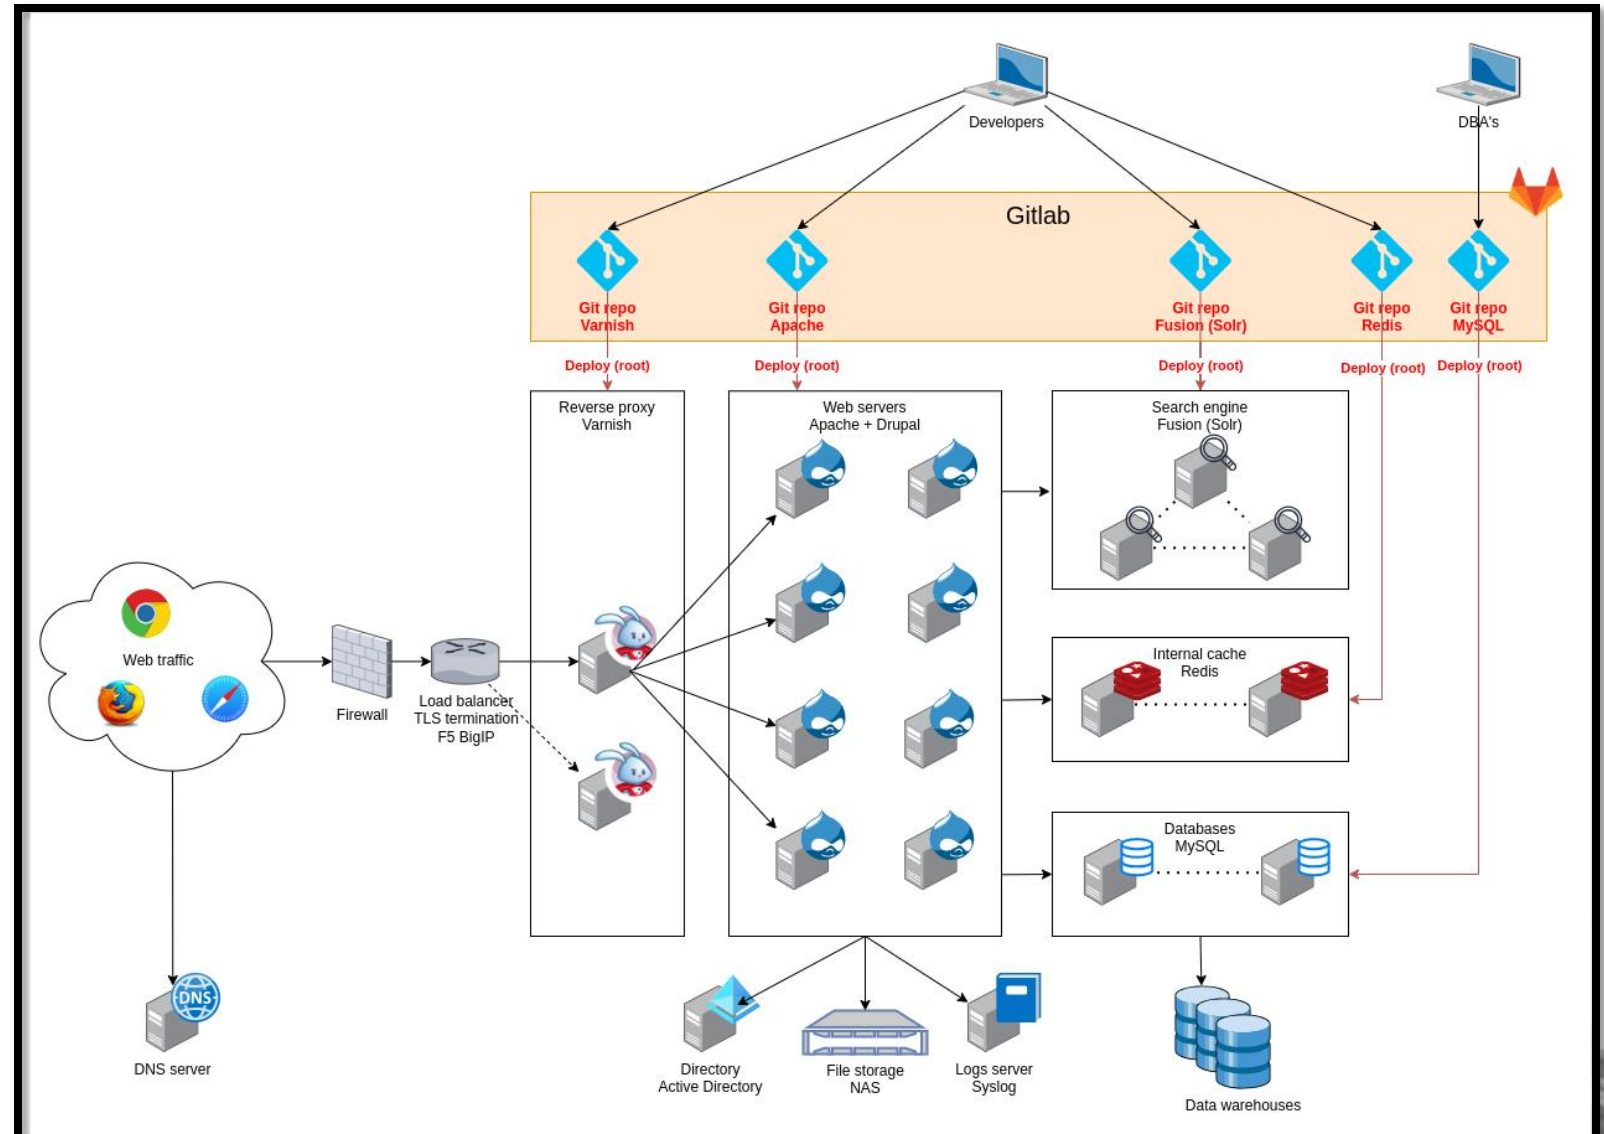 Developers
DBA's
Gitlab
Git repo
Varnish
Git repo
Apache
Git repo
Fusion (Solr)
Git repo
Redis
Git repo
MySQL
Deploy (root)
Deploy (root)
Deploy (root)
Deploy (root)
Deploy (root)
Reverse proxy
Varnish
Web servers
Apache + Drupal
Search engine
Fusion (Solr)
Web traffic
Firewall
Load balancer
TLS termination
F5 BigIP
Internal cache
Redis
Databases
MySQL
DNS
DNS server
Directory
Active Directory
File storage
NAS
Logs server
Syslog
Data warehouses